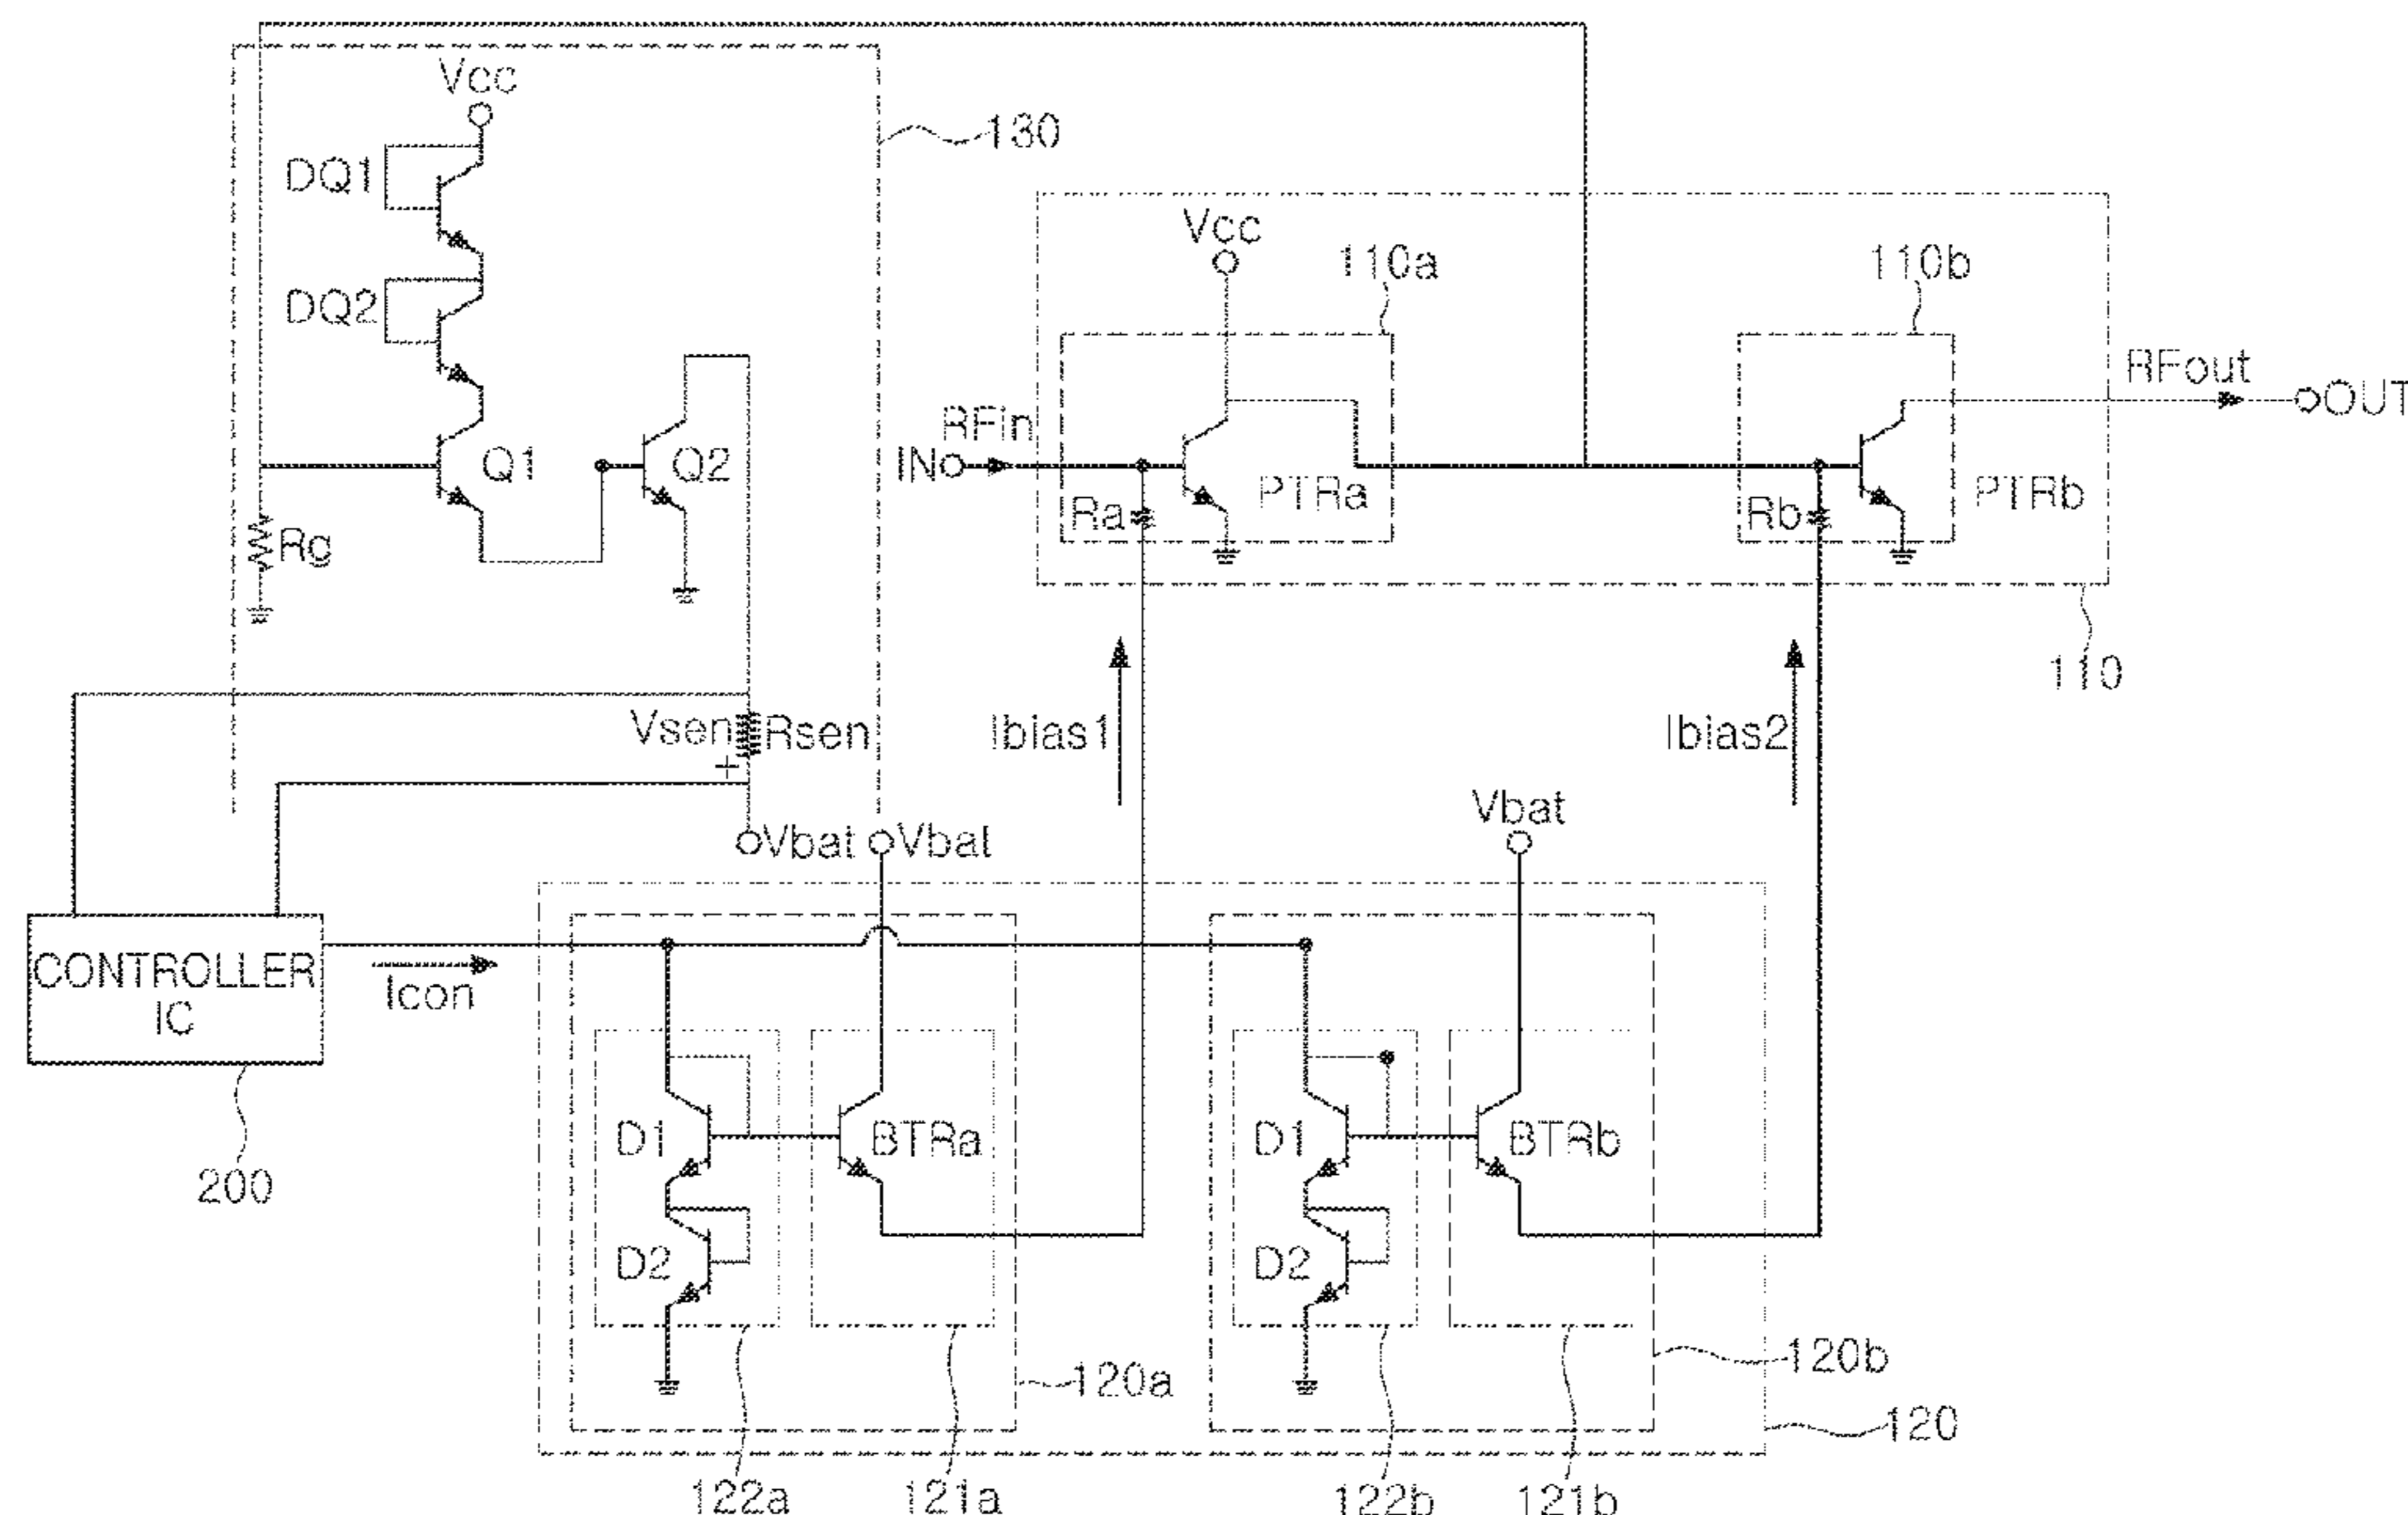 Vcc
130
DQ1
DQ2
Q1
Q2
Rg
Vcc
110a
110b
RFin
IN
RFout
OUT
PTRa
PTRb
Ra
Rb
110
Vsen
Rsen
+
Ibias1
Ibias2
Vbat
Vbat
Vbat
CONTROLLER
IC
Icon
200
D1
BTRa
D1
BTRb
D2
D2
120a
120b
120
122a
121a
122b
121b